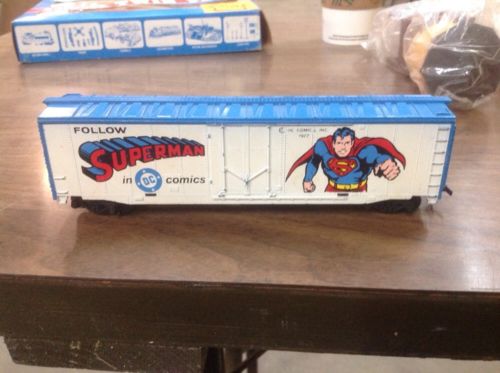 FOLLOW
SUPERMAN
in DC comics
© DC COMICS INC.
1977
S